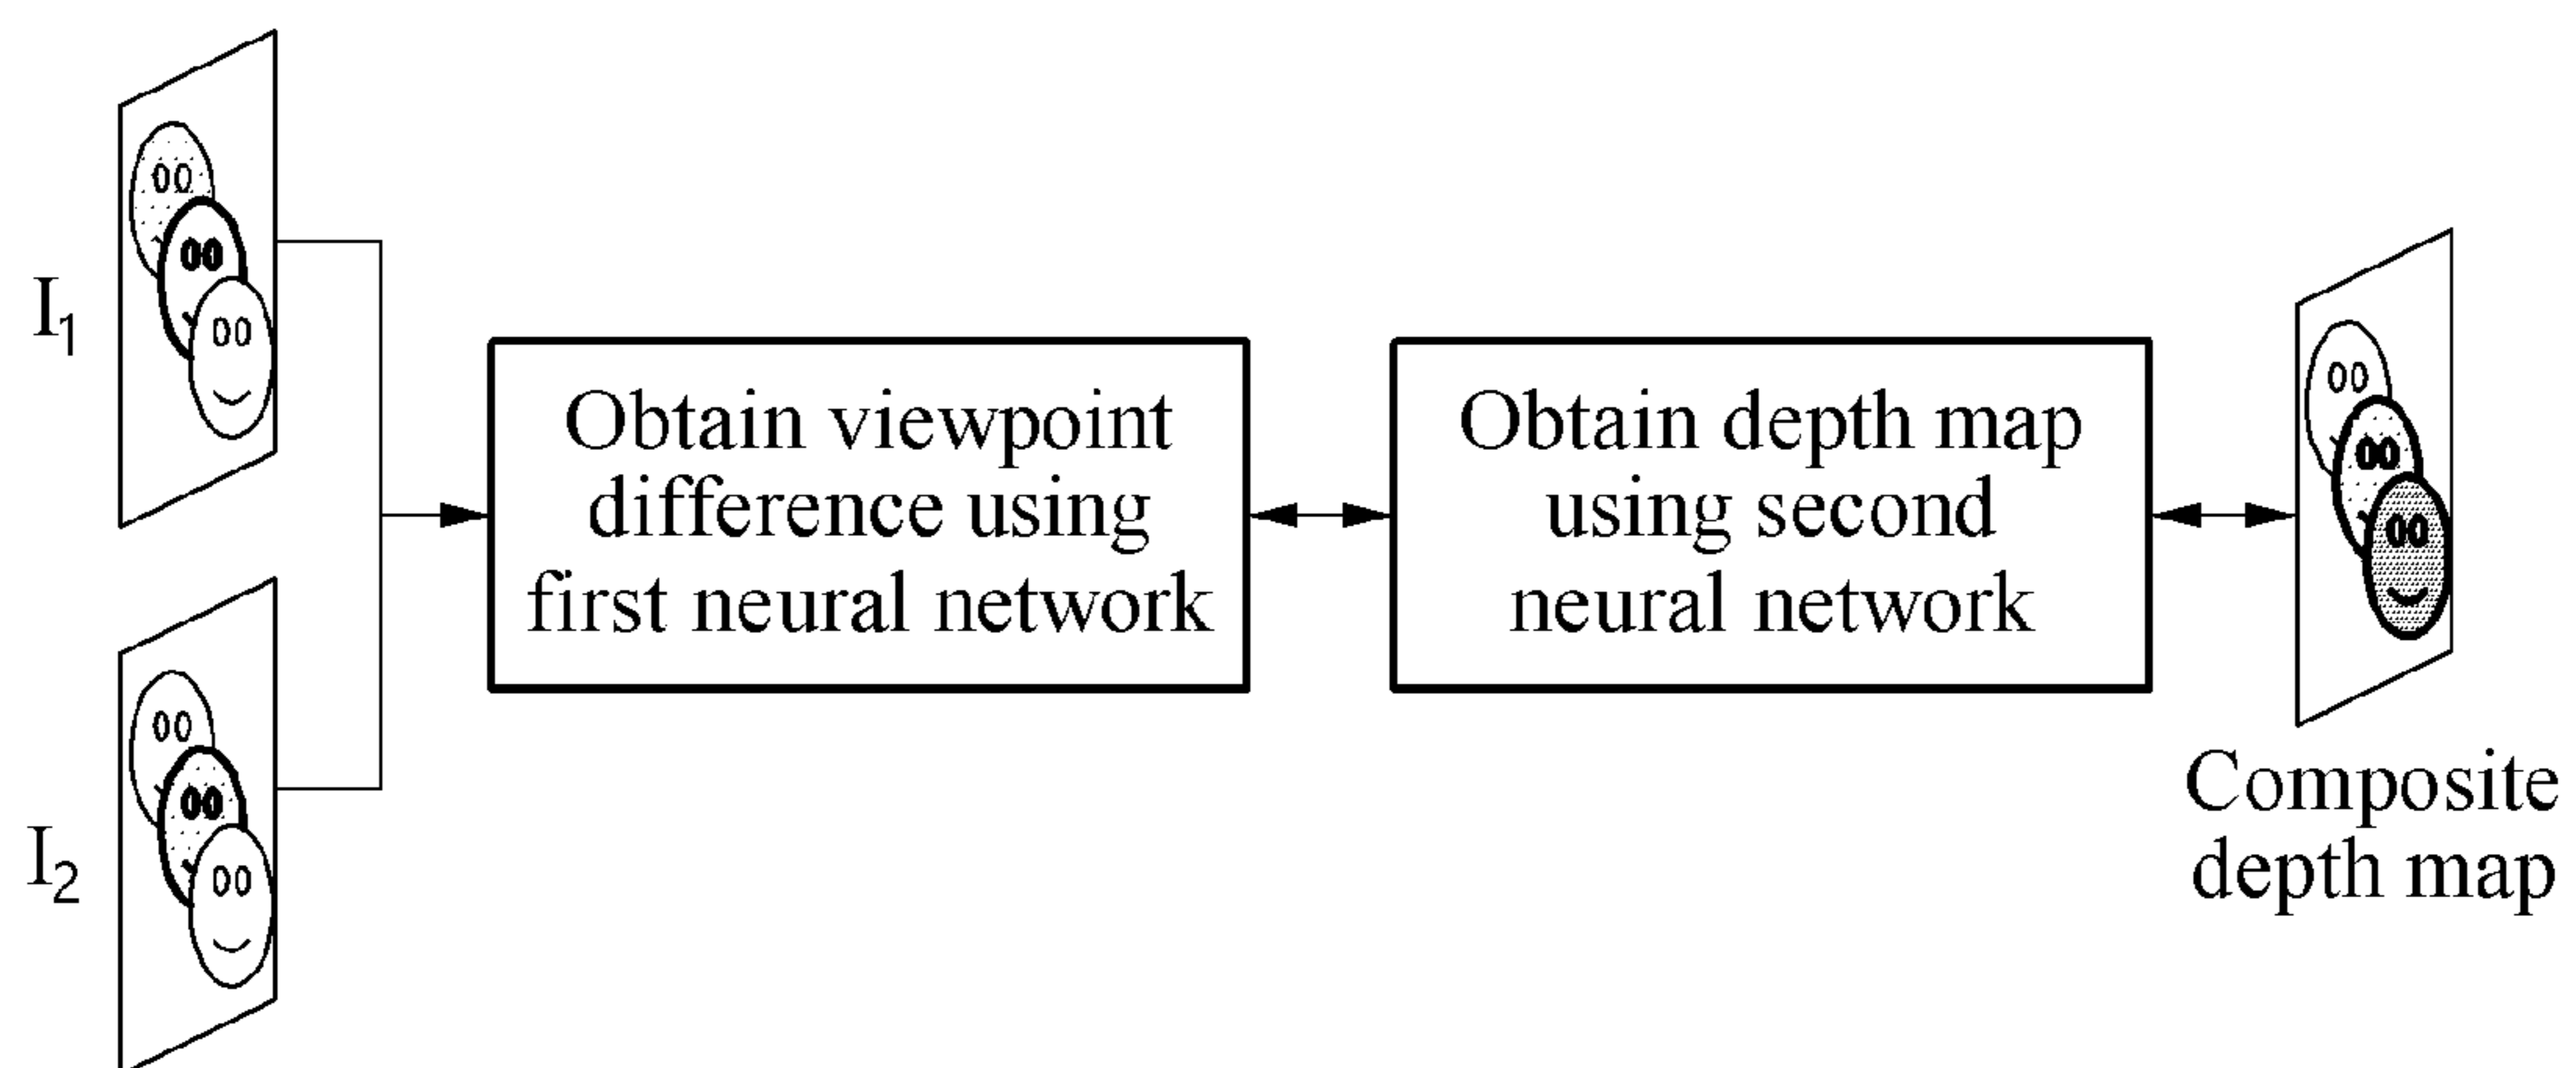 I1
I2
Obtain viewpoint
difference using
first neural network
Obtain depth map
using second
neural network
Composite
depth map